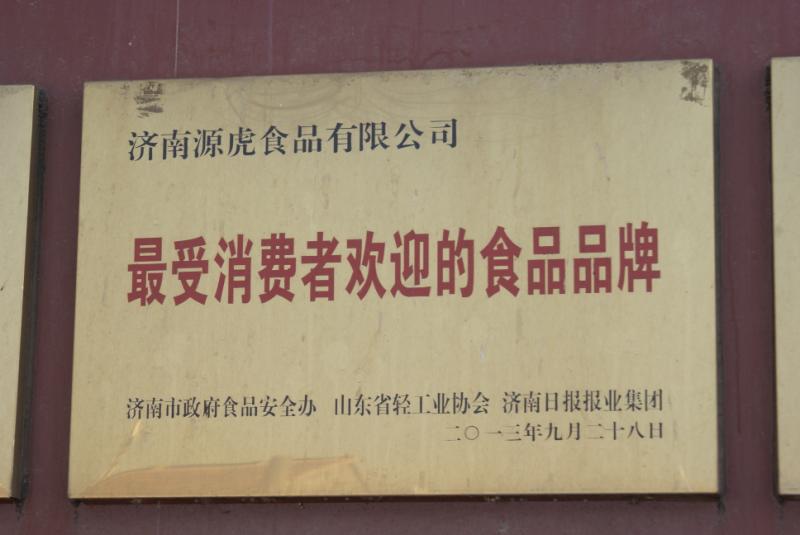 济南源虎食品有限公司
最受消费者欢迎的食品品牌
济南市政府食品安全办 山东省轻工业协会 济南日报报业集团
二〇一三年九月二十八日